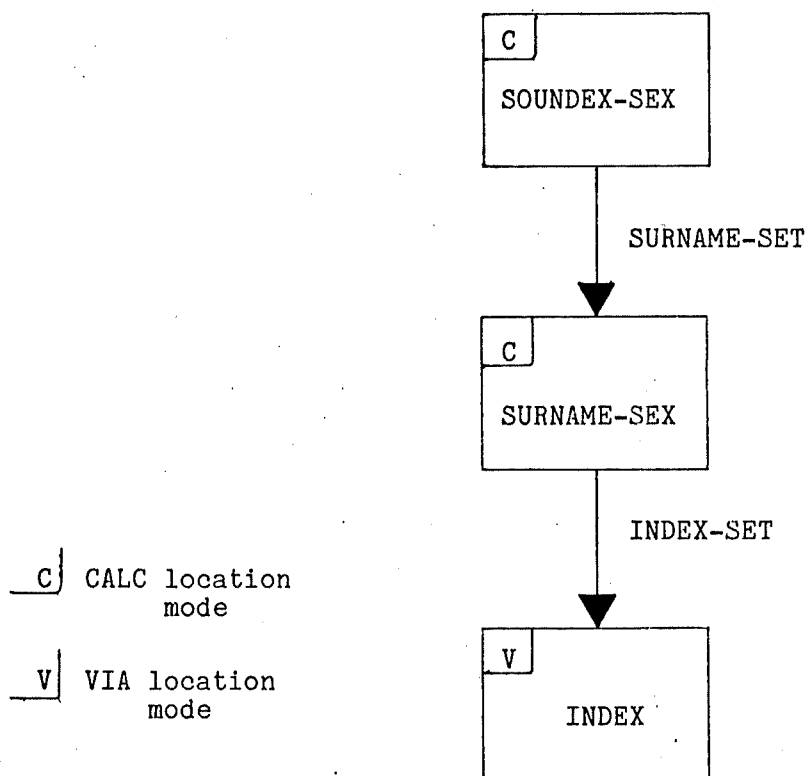 C
SOUNDEX-SEX
SURNAME-SET
C
SURNAME-SEX
INDEX-SET
C CALC location
mode
V VIA location
mode
V
INDEX